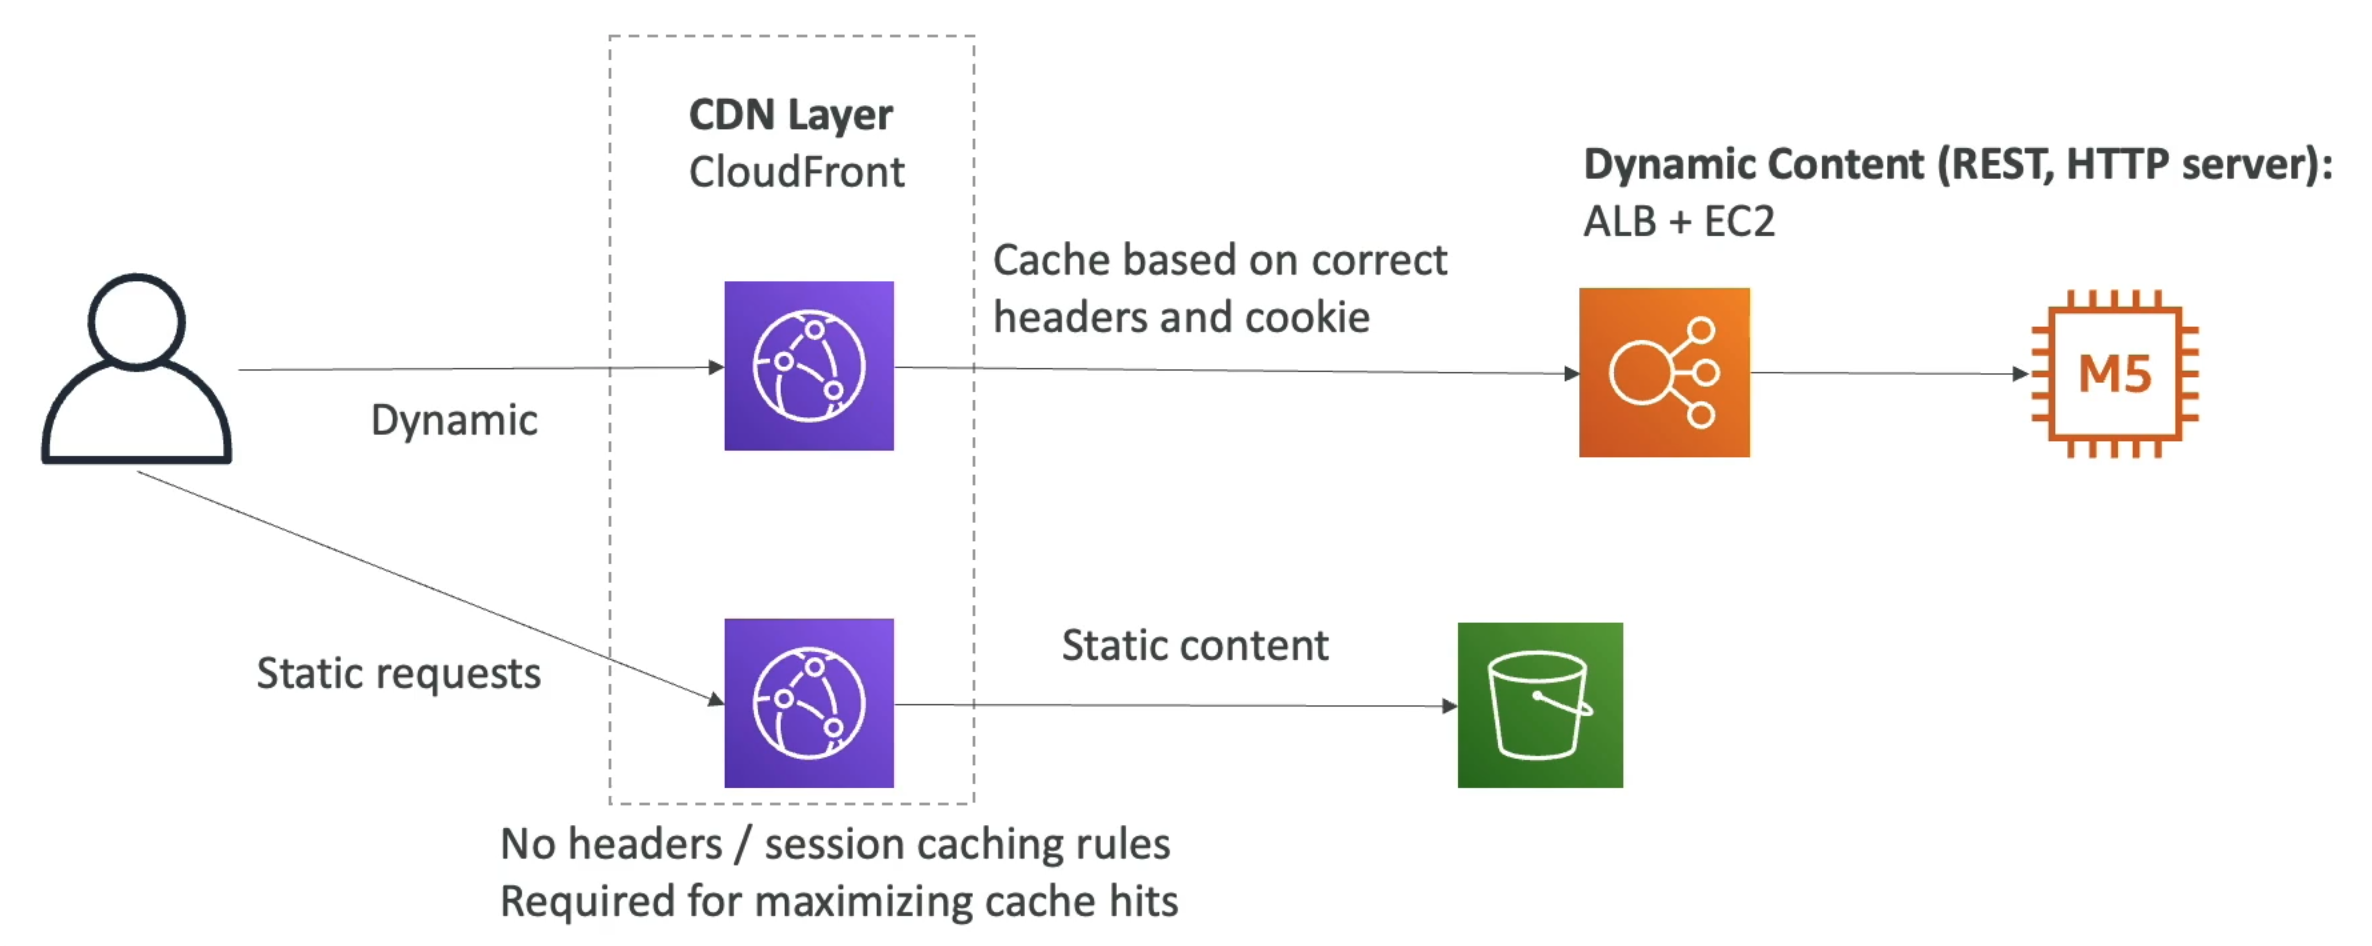 CDN Layer
CloudFront
Dynamic Content (REST, HTTP server):
ALB + EC2
Cache based on correct
headers and cookie
M5
Dynamic
Static requests
Static content
No headers / session caching rules
Required for maximizing cache hits